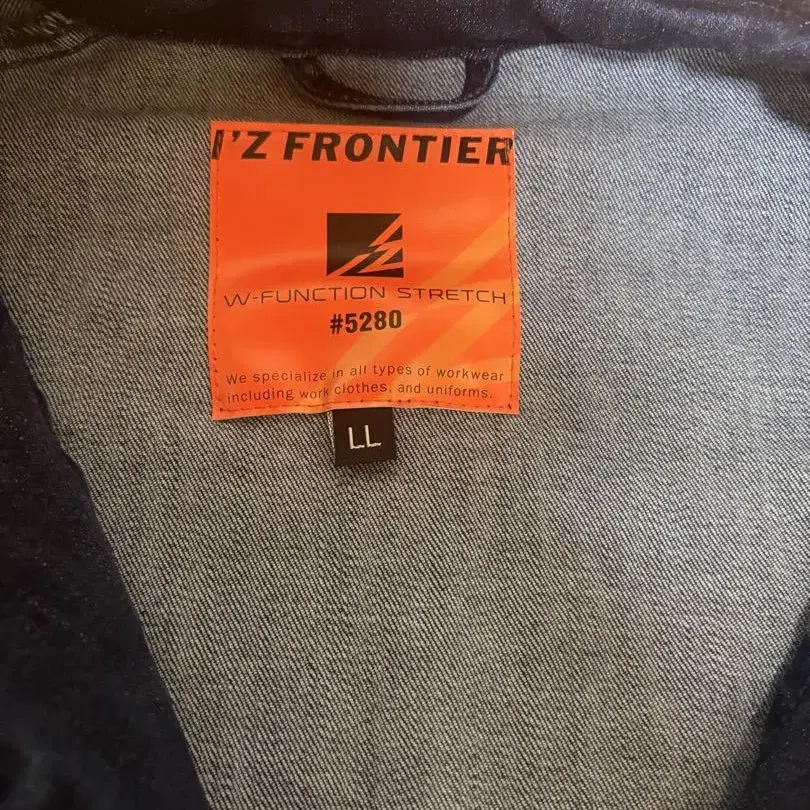 I'Z FRONTIER
W-FUNCTION STRETCH
#5280
We specialize in all types of workwear
including work clothes, and uniforms.
LL